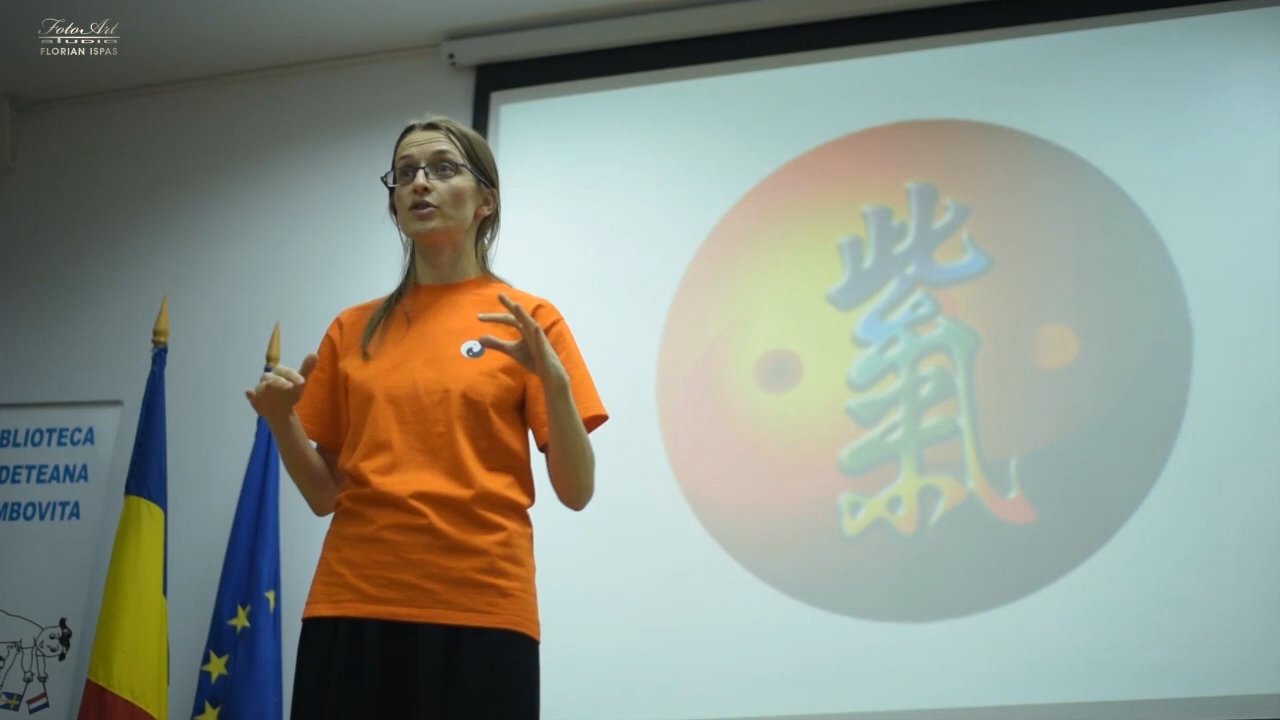 Foto Art
STUDIO
FLORIAN ISPAS
BLIOTECA
DETEANA
MBOVITA